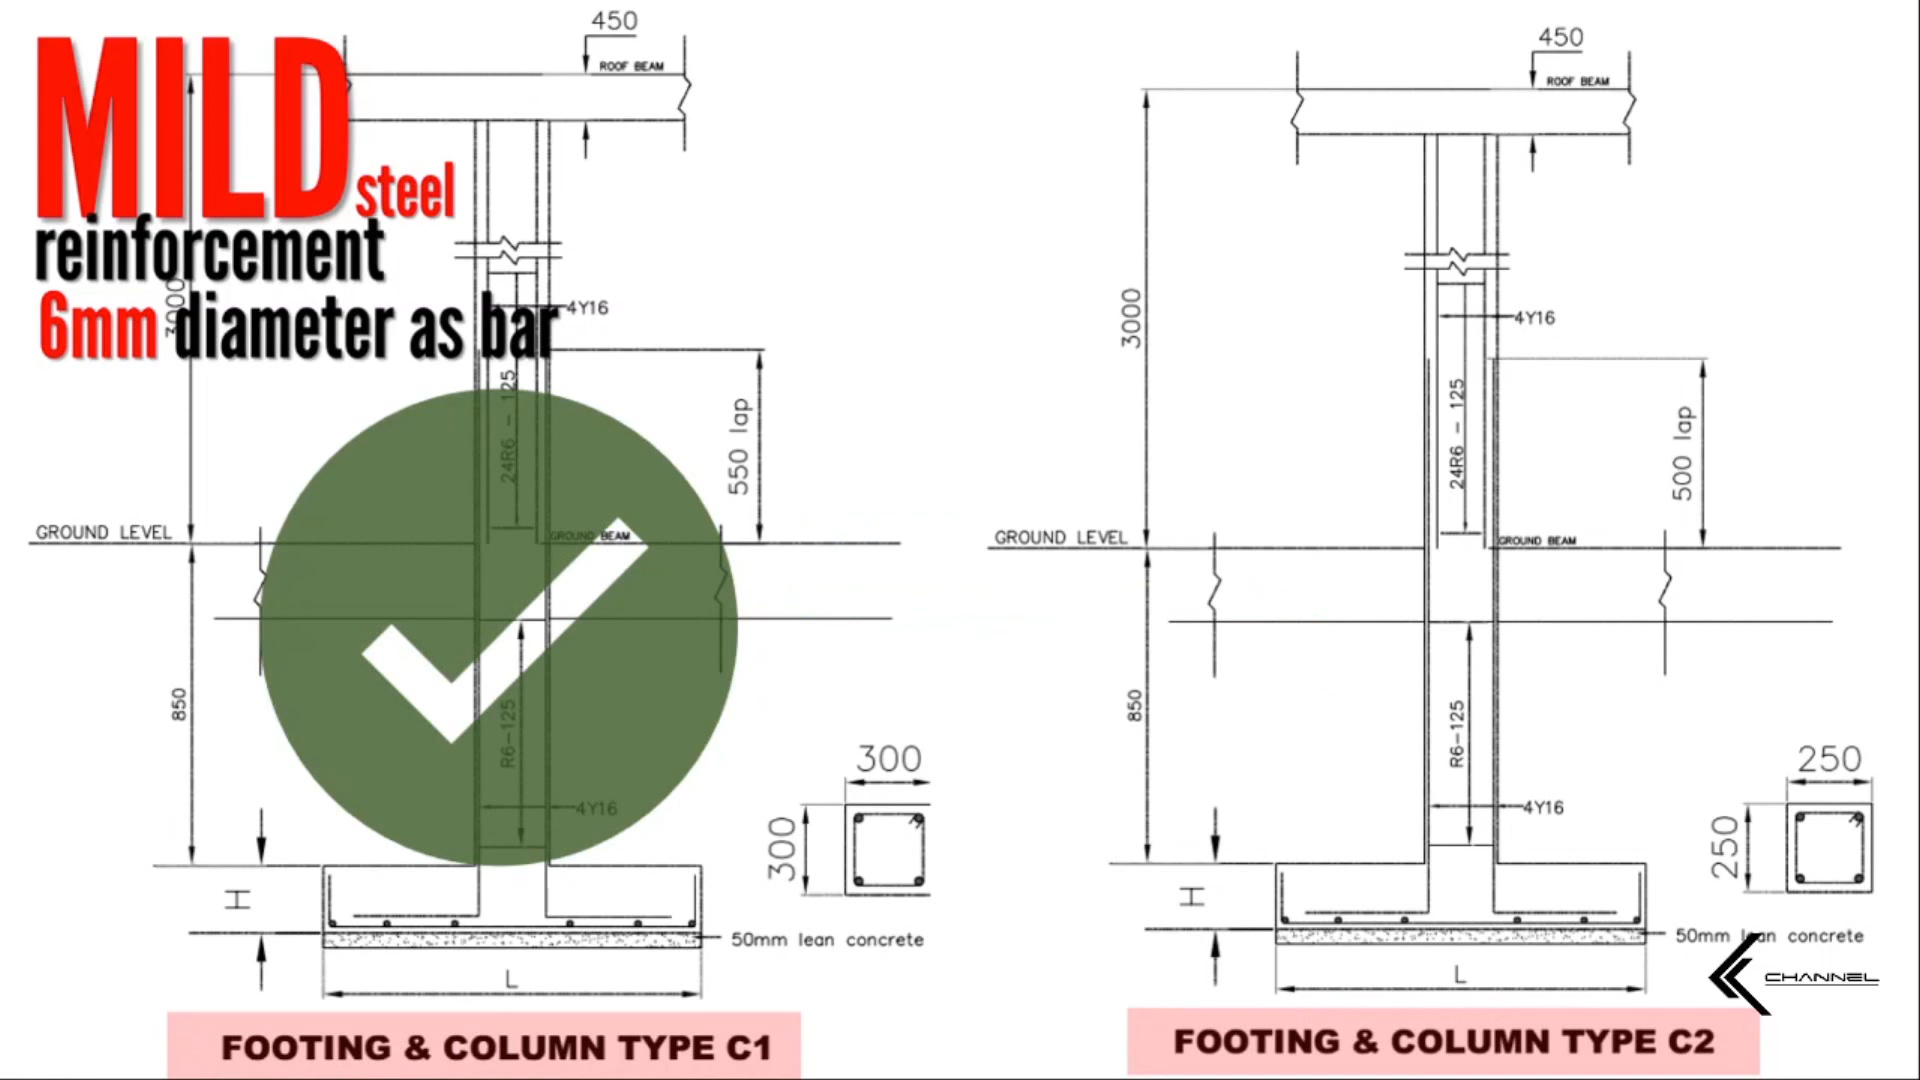 MILD steel
reinforcement
6mm diameter as bar
450
ROOF BEAM
3000
4Y16
24R6 - 125
550 lap
GROUND LEVEL
GROUND BEAM
850
R6-125
4Y16
300
300
H
50mm lean concrete
L
FOOTING & COLUMN TYPE C1
450
ROOF BEAM
3000
4Y16
24R6 - 125
500 lap
GROUND LEVEL
GROUND BEAM
850
R6-125
4Y16
250
250
H
50mm lean concrete
L
CHANNEL
FOOTING & COLUMN TYPE C2